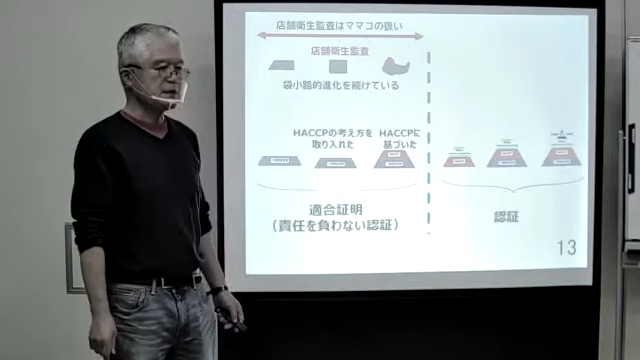 店舗衛生監査はママコの扱い
店舗衛生監査
袋小路的進化を続けている
HACCPの考え方を
取り入れた
HACCPに
基づいた
適合証明
(責任を負わない認証)
認証
13